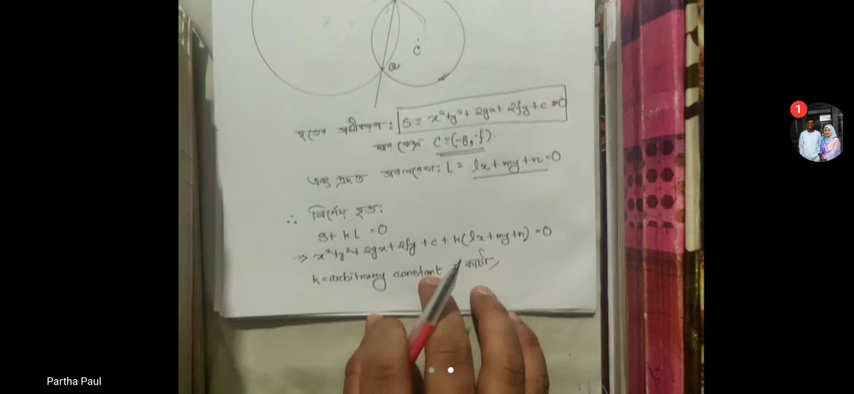 C
Q
বৃত্তের সমীকরণ: S = x²+y²+2gx+2fy+c=0
যার কেন্দ্র C≡(-g,-f)
এবং প্রদত্ত সরলরেখা: L = lx+my+n=0
∴ নির্ণেয় বৃত্ত:
S+ kL = 0
→ x²+y²+2gx+2fy+c+k(lx+my+n)=0
k=arbitrary constant
1
Partha Paul